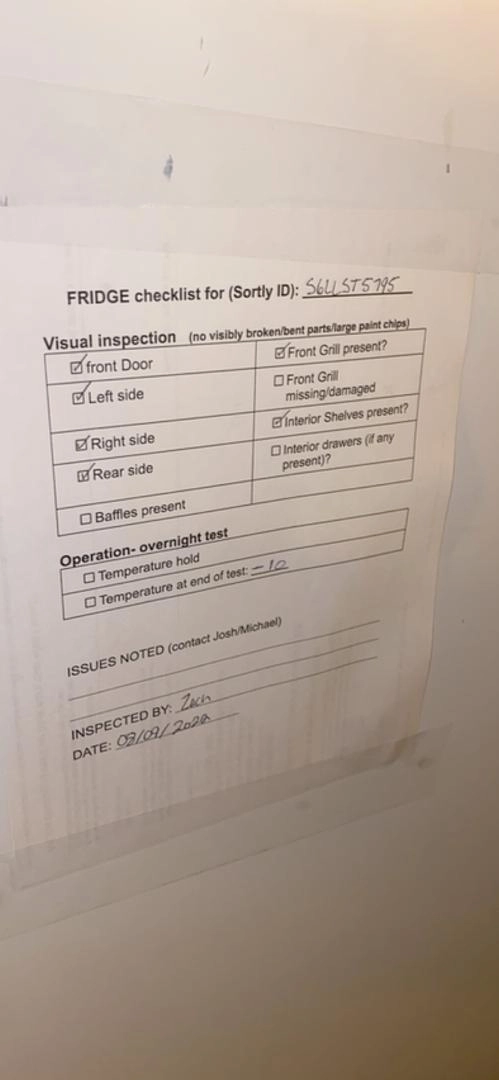 FRIDGE checklist for (Sortly ID): S6UST5795
Visual inspection (no visibly broken/bent parts/large paint chips)
☑ front Door
☑ Front Grill present?
☑ Left side
☐ Front Grill
missing/damaged
☑ Right side
☑ Interior Shelves present?
☑ Rear side
☐ Interior drawers (if any
present)?
☐ Baffles present
Operation- overnight test
☐ Temperature hold
☐ Temperature at end of test: -10
ISSUES NOTED (contact Josh/Michael)
INSPECTED BY: Zach
DATE: 03/09/2022